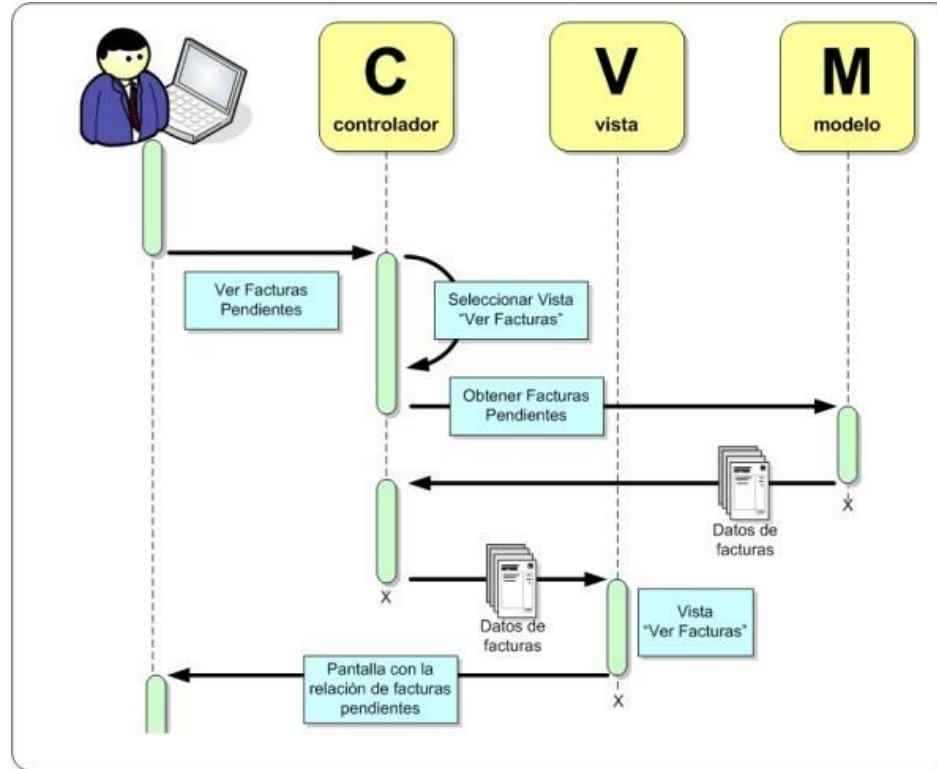 C
controlador
V
vista
M
modelo
Ver Facturas
Pendientes
Seleccionar Vista
“Ver Facturas”
Obtener Facturas
Pendientes
X
Datos de
facturas
X
Datos de
facturas
Vista
“Ver Facturas”
Pantalla con la
relación de facturas
pendientes
X